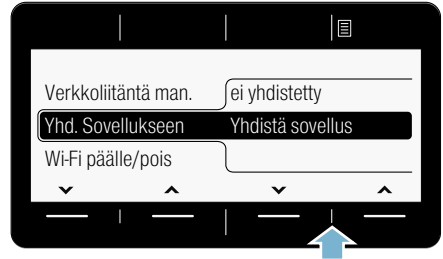 Verkkoliitäntä man. ei yhdistetty
Yhd. Sovellukseen Yhdistä sovellus
Wi-Fi päälle/pois